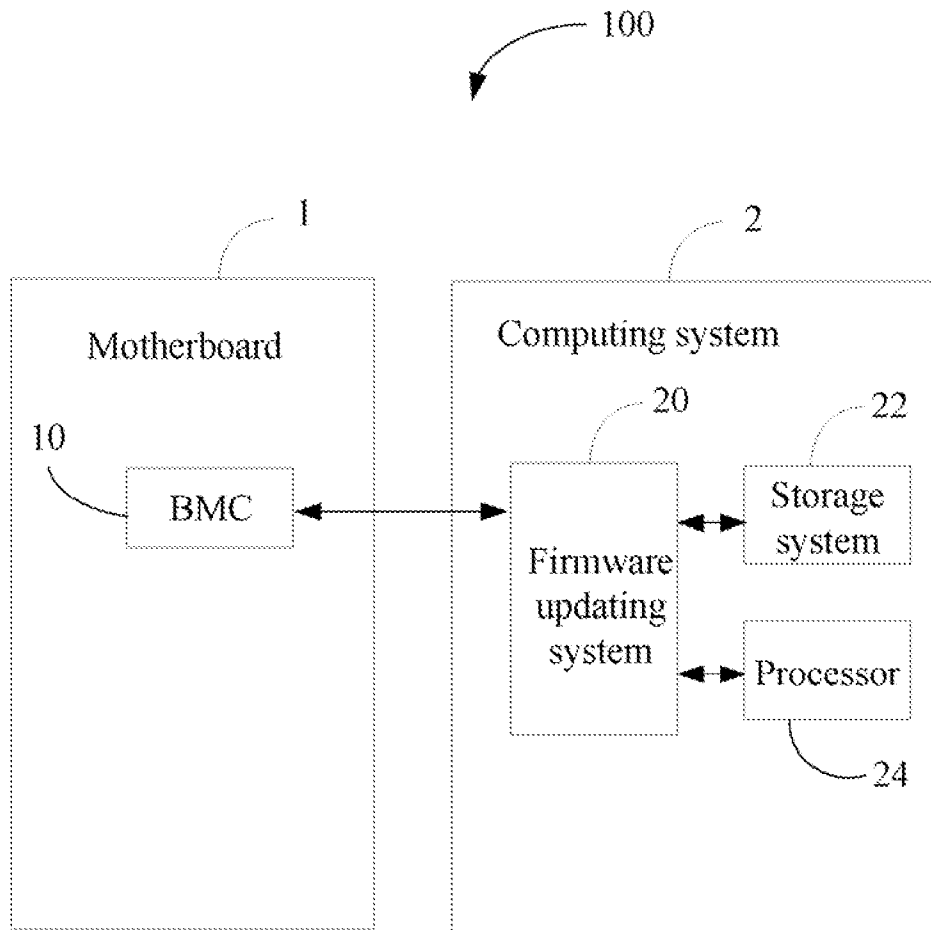 100
1
2
Motherboard
Computing system
10
BMC
20
22
Firmware
updating
system
Storage
system
Processor
24